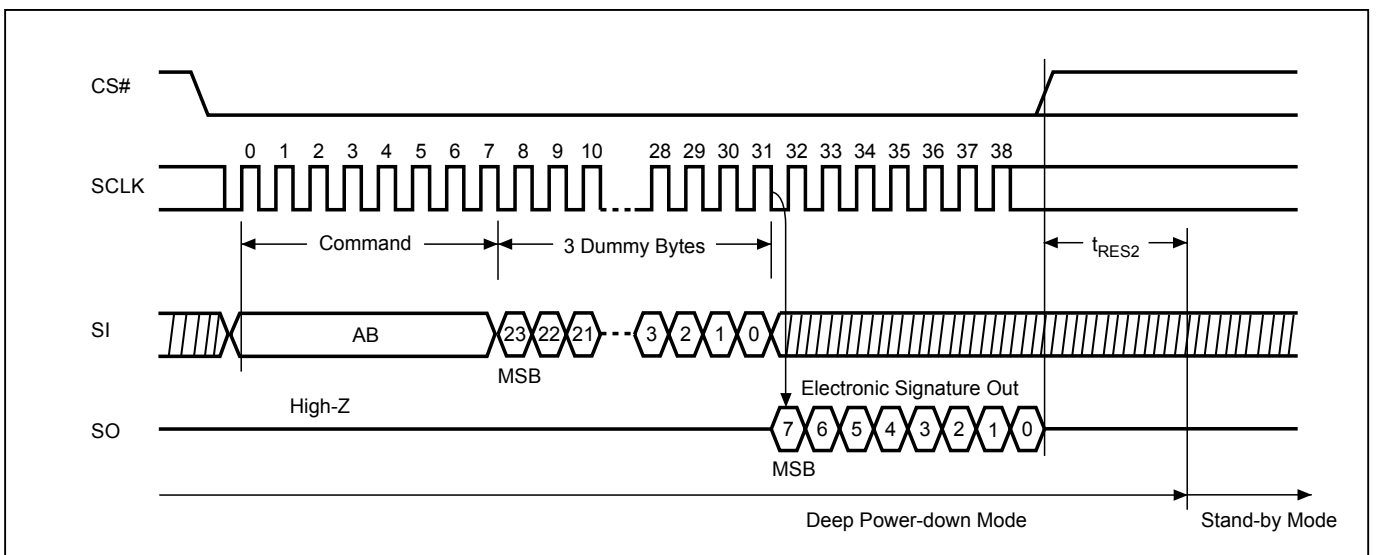 CS#
0 1 2 3 4 5 6 7 8 9 10 28 29 30 31 32 33 34 35 36 37 38
SCLK
Command 3 Dummy Bytes tRES2
SI AB 23 22 21 3 2 1 0
MSB
High-Z Electronic Signature Out
SO 7 6 5 4 3 2 1 0
MSB
Deep Power-down Mode Stand-by Mode